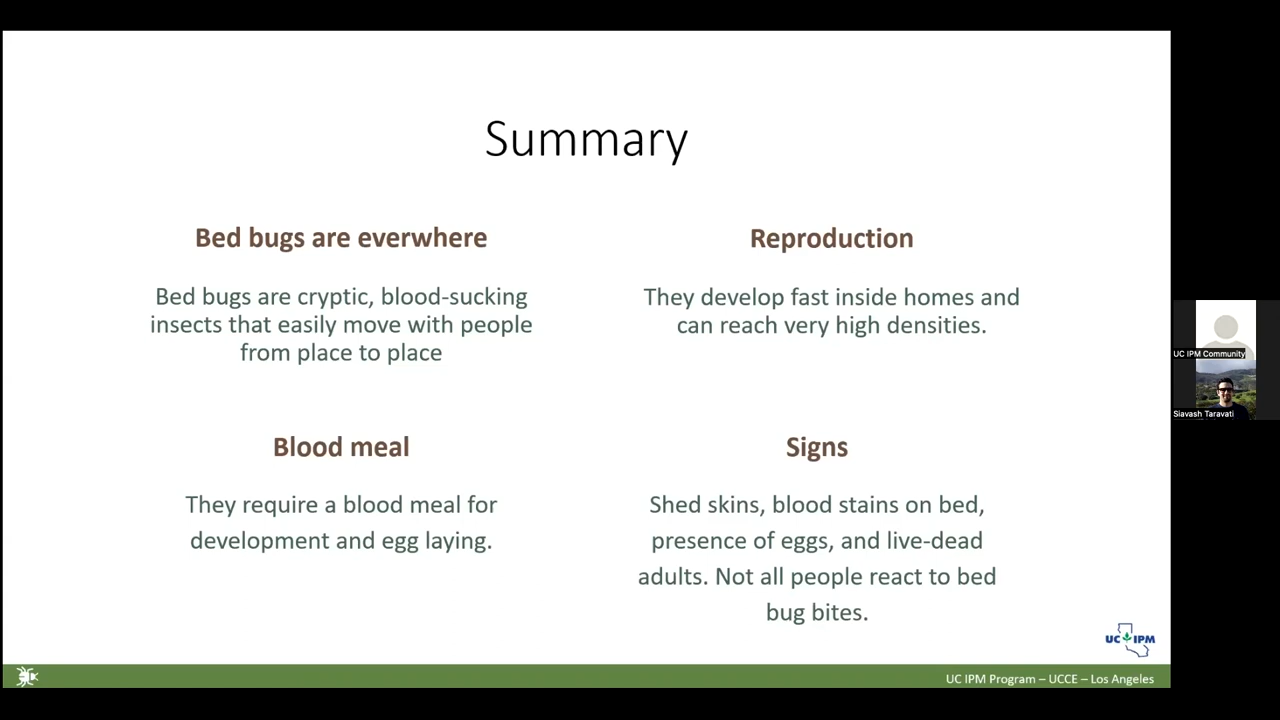 Summary
Bed bugs are everwhere
Bed bugs are cryptic, blood-sucking
insects that easily move with people
from place to place
Reproduction
They develop fast inside homes and
can reach very high densities.
Blood meal
They require a blood meal for
development and egg laying.
Signs
Shed skins, blood stains on bed,
presence of eggs, and live-dead
adults. Not all people react to bed
bug bites.
UC IPM
UC IPM Program – UCCE – Los Angeles
UC IPM Community
Siavash Taravati